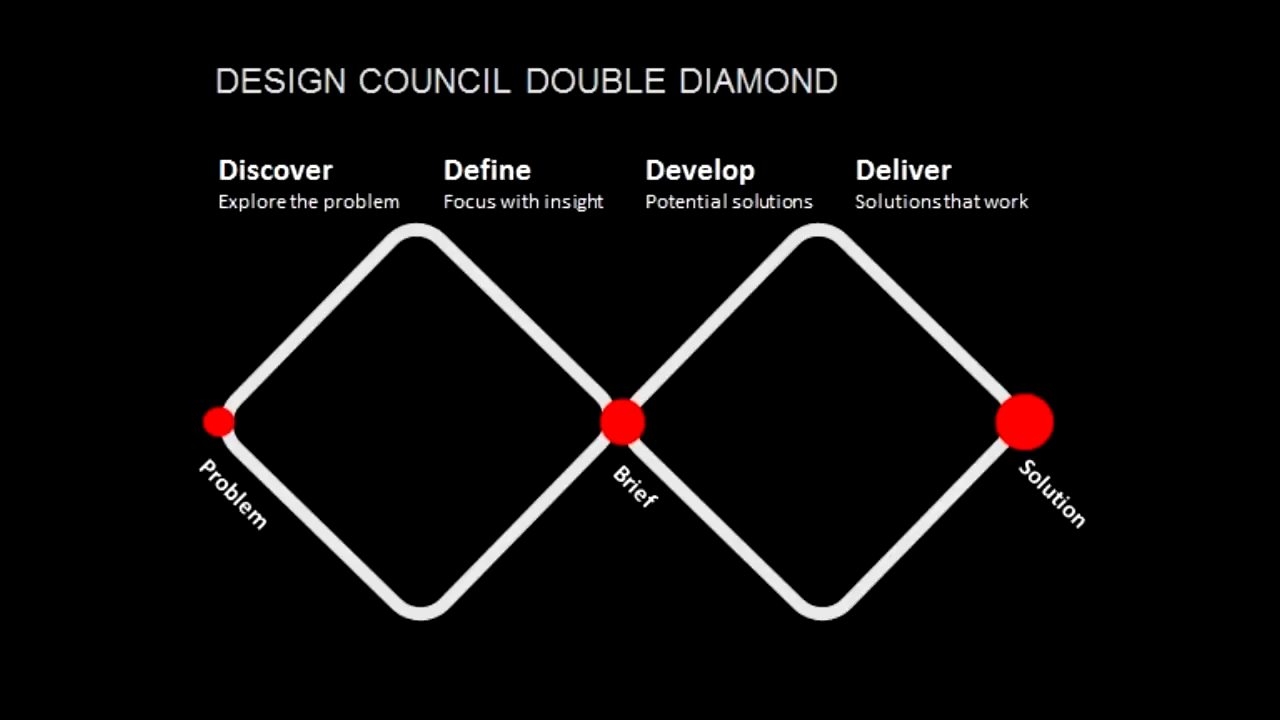 DESIGN COUNCIL DOUBLE DIAMOND
Discover
Explore the problem
Define
Focus with insight
Develop
Potential solutions
Deliver
Solutions that work
Problem
Brief
Solution